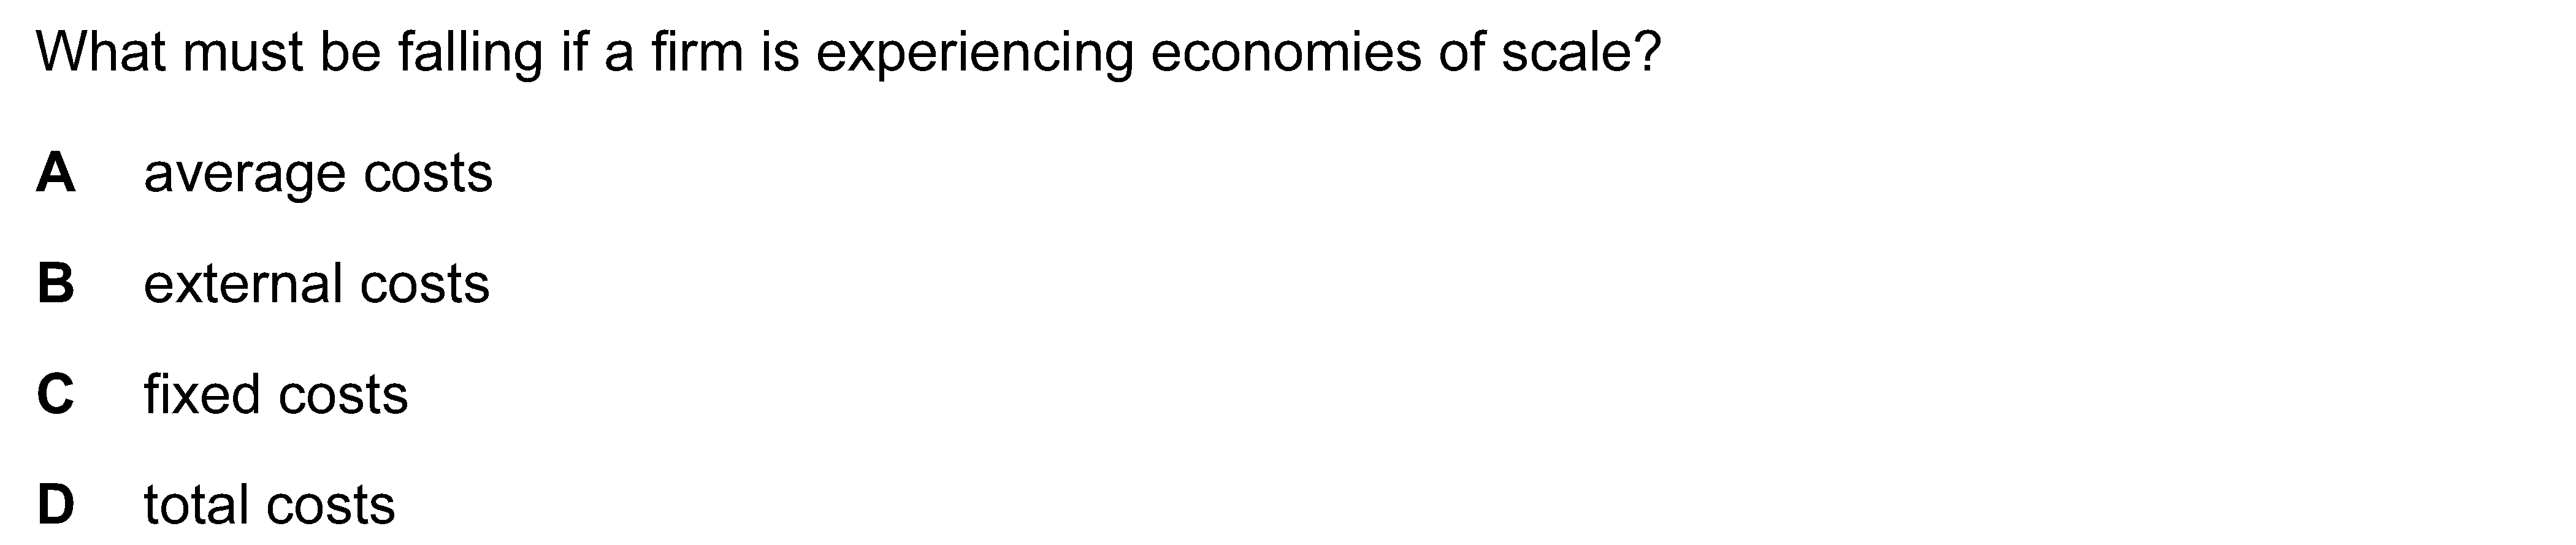 What must be falling if a firm is experiencing economies of scale?
A average costs
B external costs
C fixed costs
D total costs